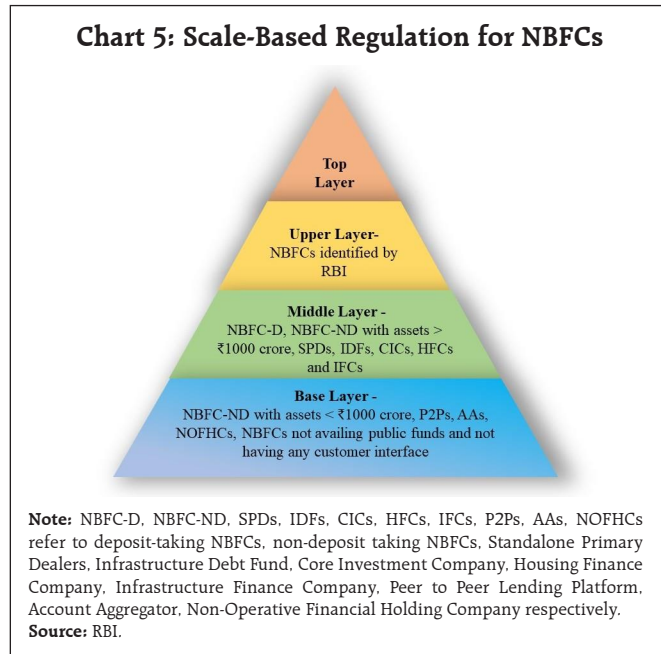 Chart 5: Scale-Based Regulation for NBFCs
Top
Layer
Upper Layer-
NBFCs identified by
RBI
Middle Layer -
NBFC-D, NBFC-ND with assets >
₹1000 crore, SPDs, IDFs, CICs, HFCs
and IFCs
Base Layer -
NBFC-ND with assets < ₹1000 crore, P2Ps, AAs,
NOFHCs, NBFCs not availing public funds and not
having any customer interface
Note: NBFC-D, NBFC-ND, SPDs, IDFs, CICs, HFCs, IFCs, P2Ps, AAs, NOFHCs
refer to deposit-taking NBFCs, non-deposit taking NBFCs, Standalone Primary
Dealers, Infrastructure Debt Fund, Core Investment Company, Housing Finance
Company, Infrastructure Finance Company, Peer to Peer Lending Platform,
Account Aggregator, Non-Operative Financial Holding Company respectively.
Source: RBI.